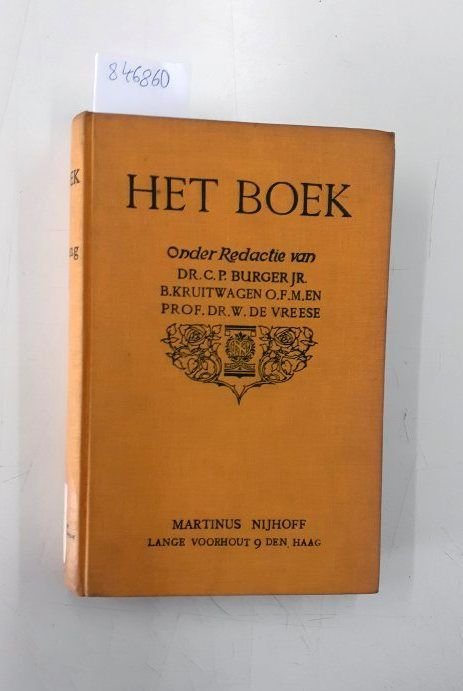 846860
HET BOEK
Onder Redactie van
DR. C. P. BURGER JR.
B. KRUITWAGEN O.F.M. EN
PROF. DR. W. DE VREESE
MARTINUS NIJHOFF
LANGE VOORHOUT 9 DEN HAAG